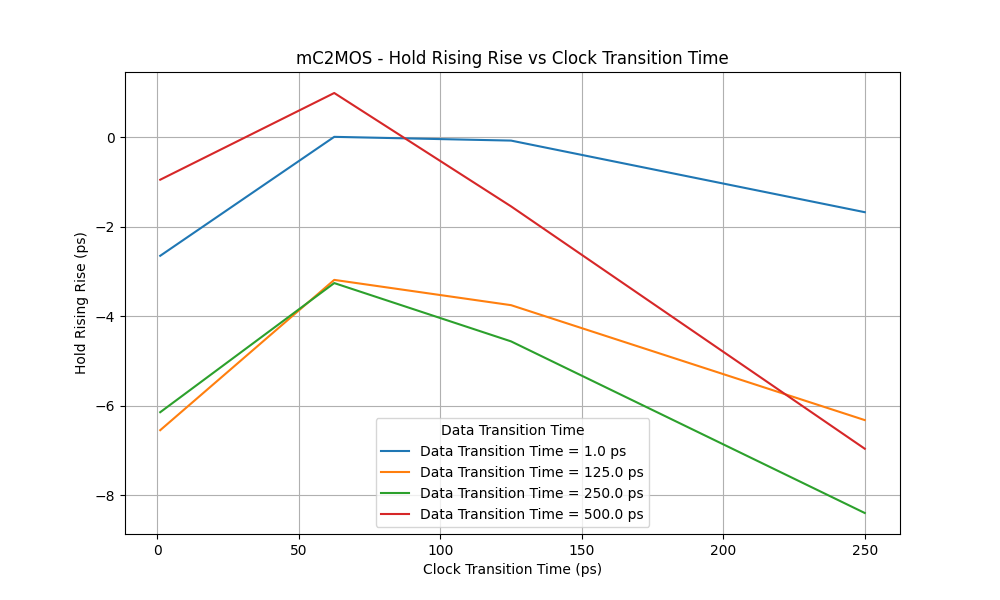 mC2MOS - Hold Rising Rise vs Clock Transition Time
Hold Rising Rise (ps)
0
−2
−4
−6
−8
Data Transition Time
Data Transition Time = 1.0 ps
Data Transition Time = 125.0 ps
Data Transition Time = 250.0 ps
Data Transition Time = 500.0 ps
0 50 100 150 200 250
Clock Transition Time (ps)